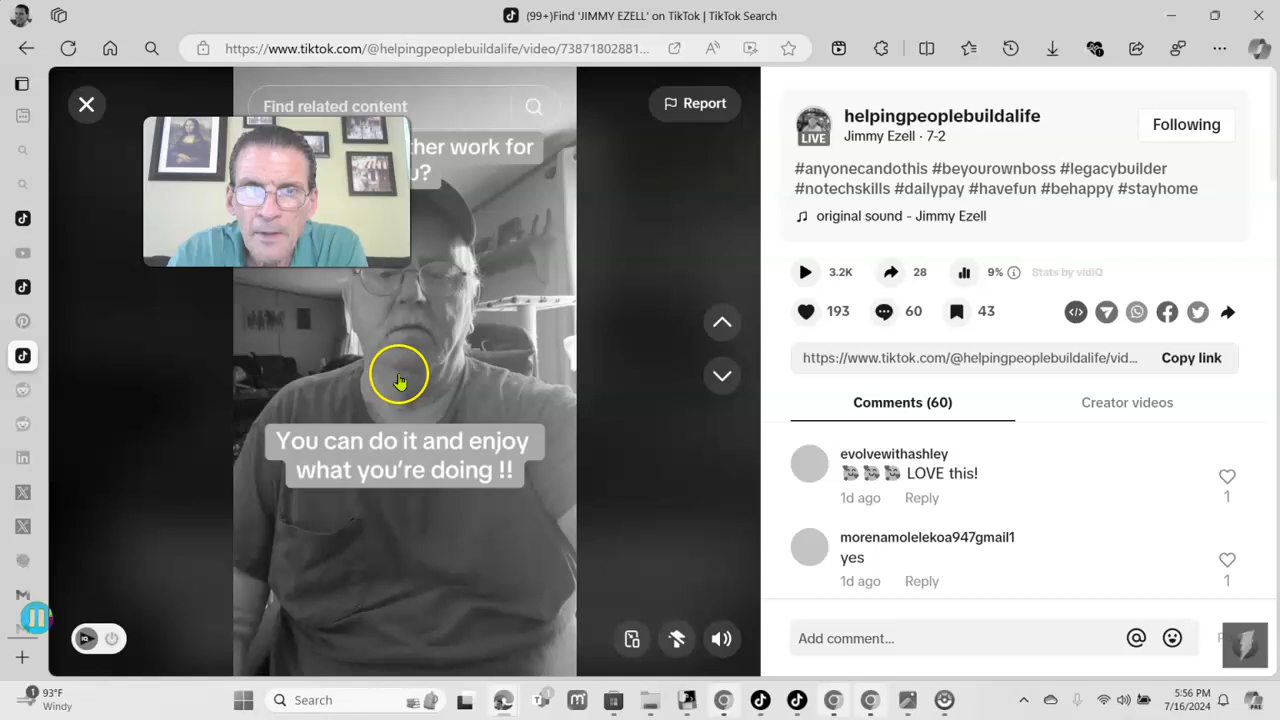 (99+)Find 'JIMMY EZELL' on TikTok | TikTok Search
https://www.tiktok.com/@helpingpeoplebuildalife/video/73871802881...
Find related content
Report
ther work for
?
You can do it and enjoy
what you're doing !!
LIVE
helpingpeoplebuildalife
Jimmy Ezell · 7-2
Following
#anyonecandothis #beyourownboss #legacybuilder
#notechskills #dailypay #havefun #behappy #stayhome
original sound - Jimmy Ezell
3.2K
28
9%
Stats by vidIQ
193
60
43
https://www.tiktok.com/@helpingpeoplebuildalife/vid...
Copy link
Comments (60)
Creator videos
evolvewithashley
LOVE this!
1d ago
Reply
1
morenamolelekoa947gmail1
yes
1d ago
Reply
1
Add comment...
1
93°F
Windy
Search
5:56 PM
7/16/2024
PRE